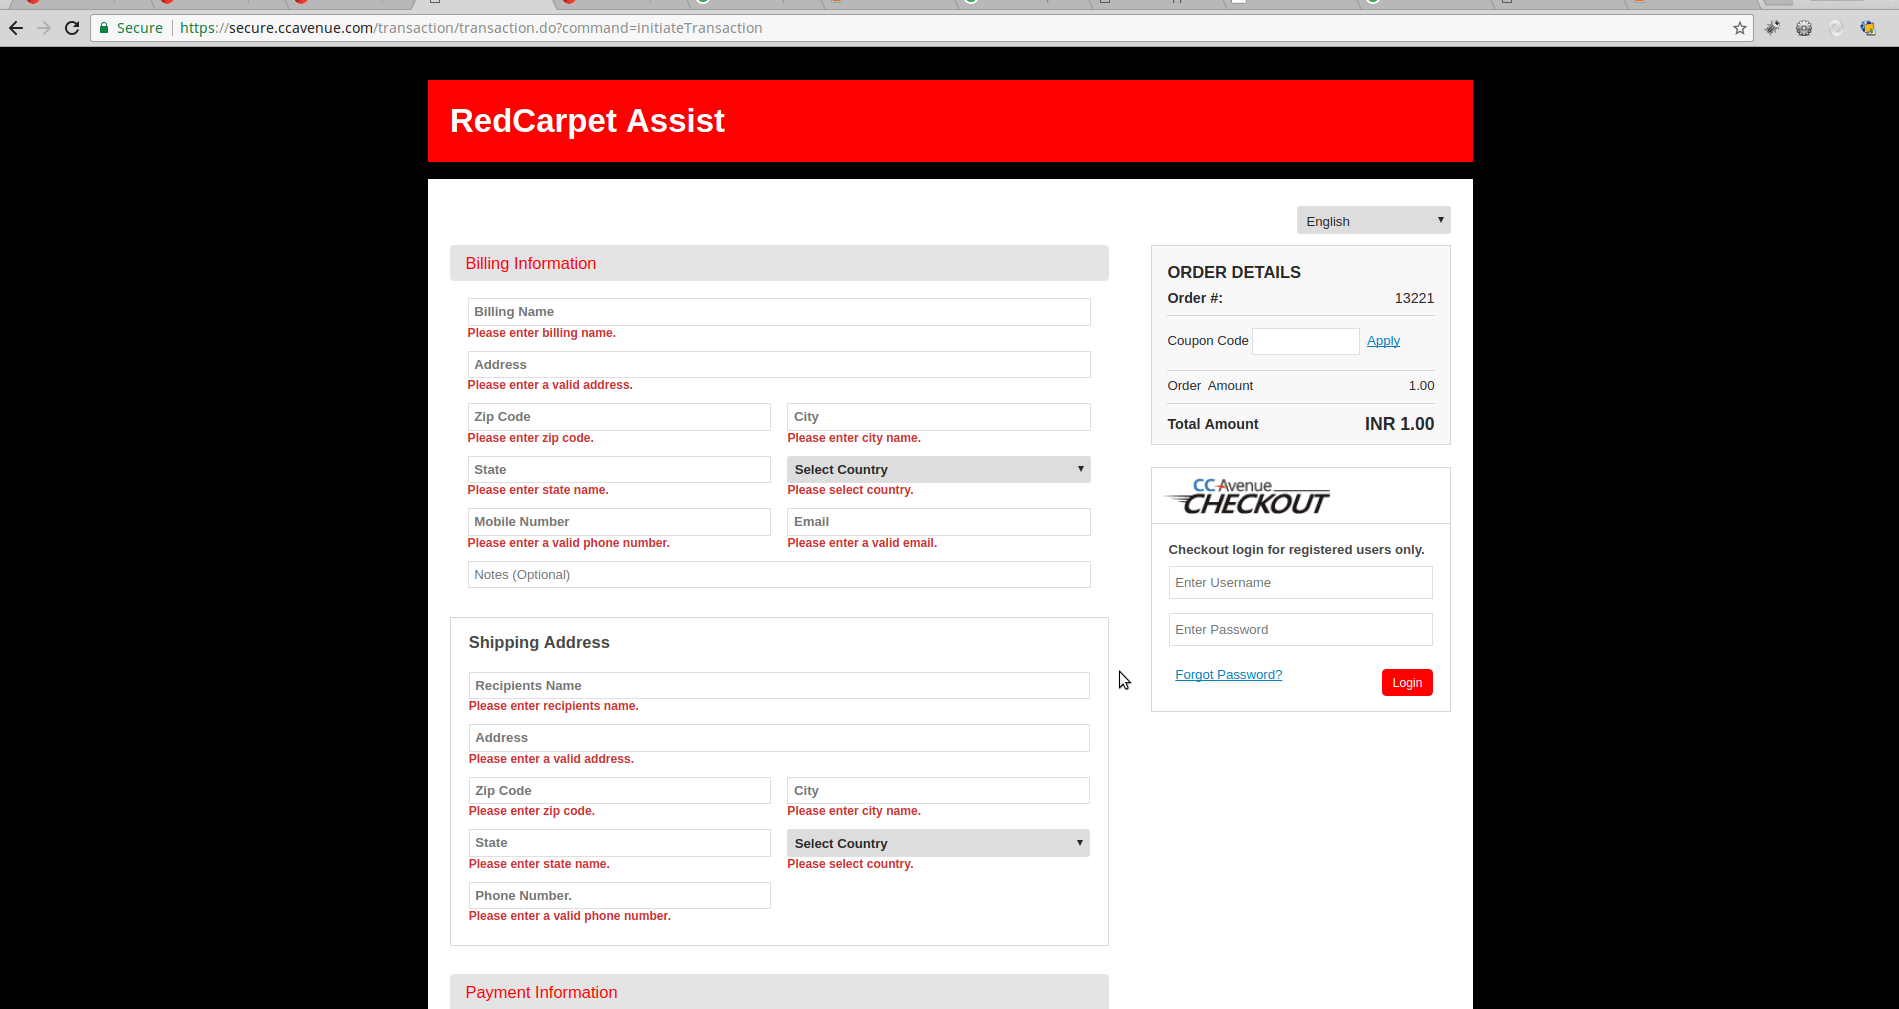 Secure https://secure.ccavenue.com/transaction/transaction.do?command=initiateTransaction
RedCarpet Assist
English
Billing Information
Billing Name
Please enter billing name.
Address
Please enter a valid address.
Zip Code City
Please enter zip code. Please enter city name.
State Select Country
Please enter state name. Please select country.
Mobile Number Email
Please enter a valid phone number. Please enter a valid email.
Notes (Optional)
Shipping Address
Recipients Name
Please enter recipients name.
Address
Please enter a valid address.
Zip Code City
Please enter zip code. Please enter city name.
State Select Country
Please enter state name. Please select country.
Phone Number.
Please enter a valid phone number.
Payment Information
ORDER DETAILS
Order #: 13221
Coupon Code Apply
Order Amount 1.00
Total Amount INR 1.00
CCAvenue
CHECKOUT
Checkout login for registered users only.
Enter Username
Enter Password
Forgot Password? Login